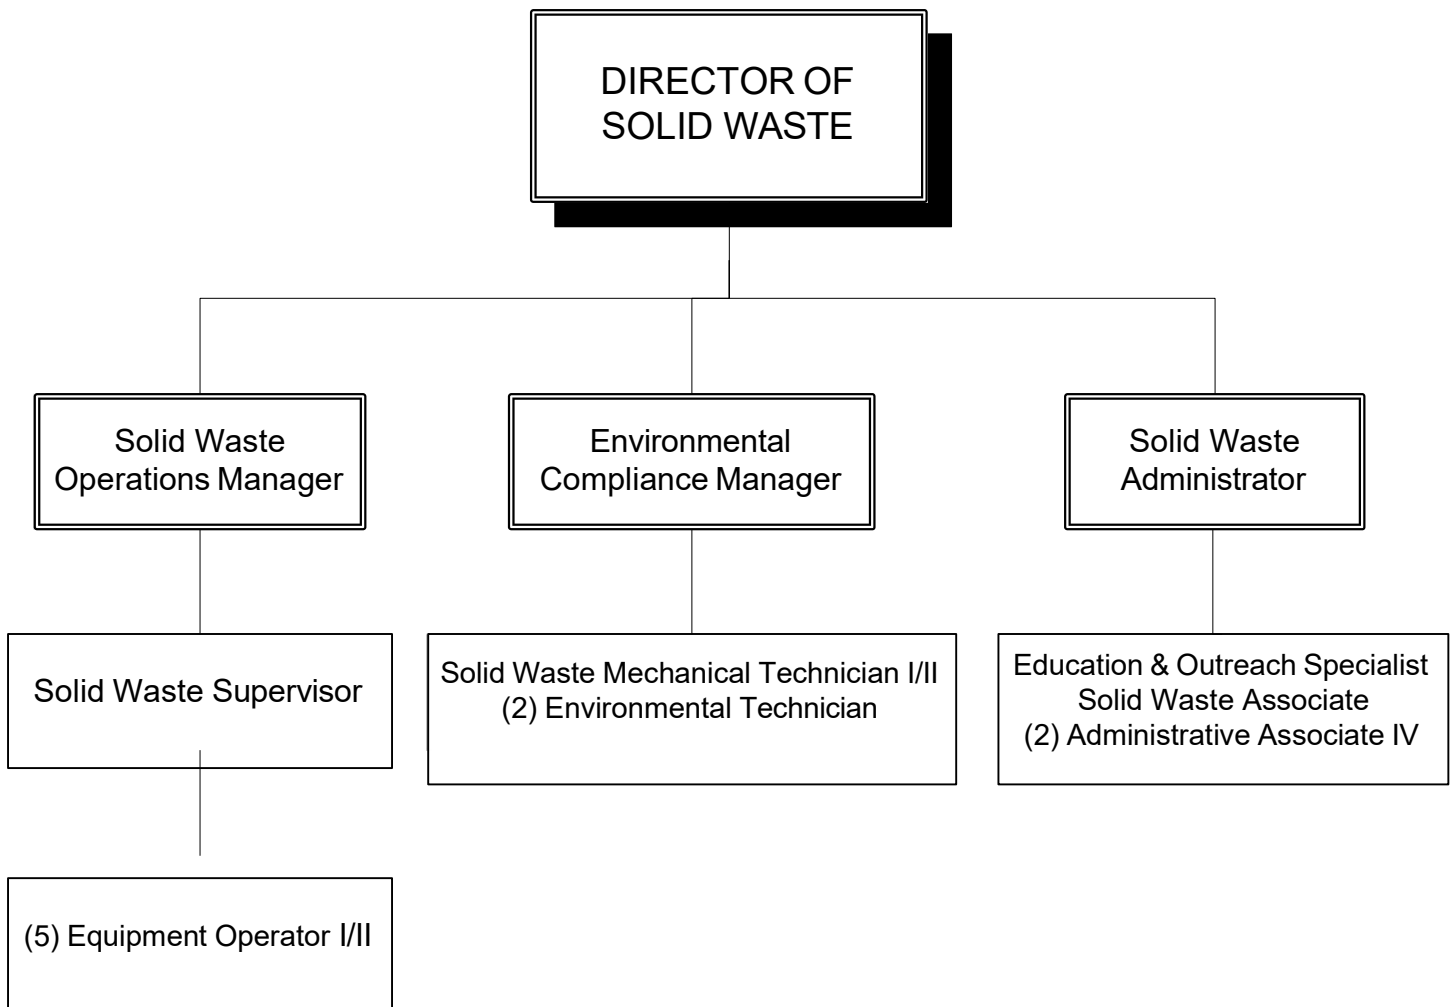 DIRECTOR OF
SOLID WASTE
Solid Waste
Operations Manager
Environmental
Compliance Manager
Solid Waste
Administrator
Solid Waste Supervisor
Solid Waste Mechanical Technician I/II
(2) Environmental Technician
Education & Outreach Specialist
Solid Waste Associate
(2) Administrative Associate IV
(5) Equipment Operator I/II